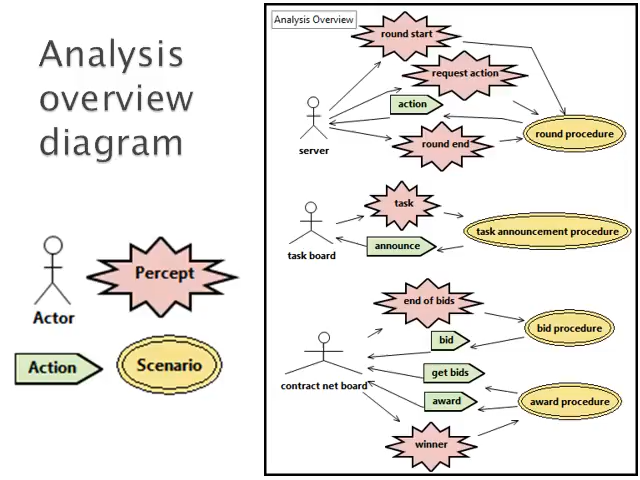 Analysis
overview
diagram
Actor
Percept
Action
Scenario
Analysis Overview
round start
request action
action
server
round end
round procedure
task
announce
task board
task announcement procedure
end of bids
bid
bid procedure
contract net board
get bids
award
award procedure
winner